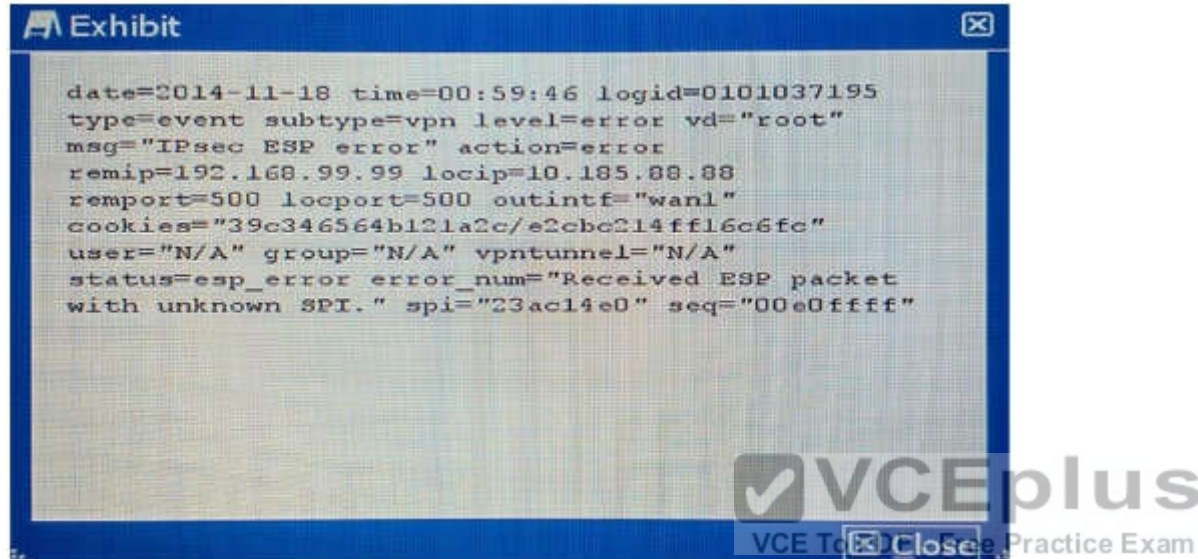 Exhibit
date=2014-11-18 time=00:59:46 logid=0101037195
type=event subtype=vpn level=error vd="root"
msg="IPsec ESP error" action=error
remip=192.168.99.99 locip=10.185.88.88
remport=500 locport=500 outintf="wan1"
cookies="39c346564b121a2c/e2cbc214ff16c6fc"
user="N/A" group="N/A" vpntunnel="N/A"
status=esp_error error_num="Received ESP packet
with unknown SPI." spi="23ac14e0" seq="00e0ffff"
VCEplus
VCE To Free Practice Exam
Close